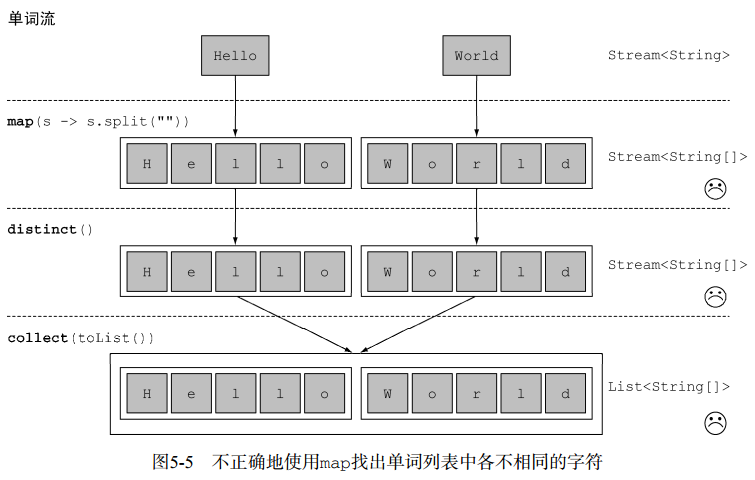 单词流
Hello World Stream<String>
map(s -> s.split(""))
H e l l o W o r l d Stream<String[]>
distinct()
H e l l o W o r l d Stream<String[]>
collect(toList())
H e l l o W o r l d List<String[]>
图5-5 不正确地使用map找出单词列表中各不相同的字符